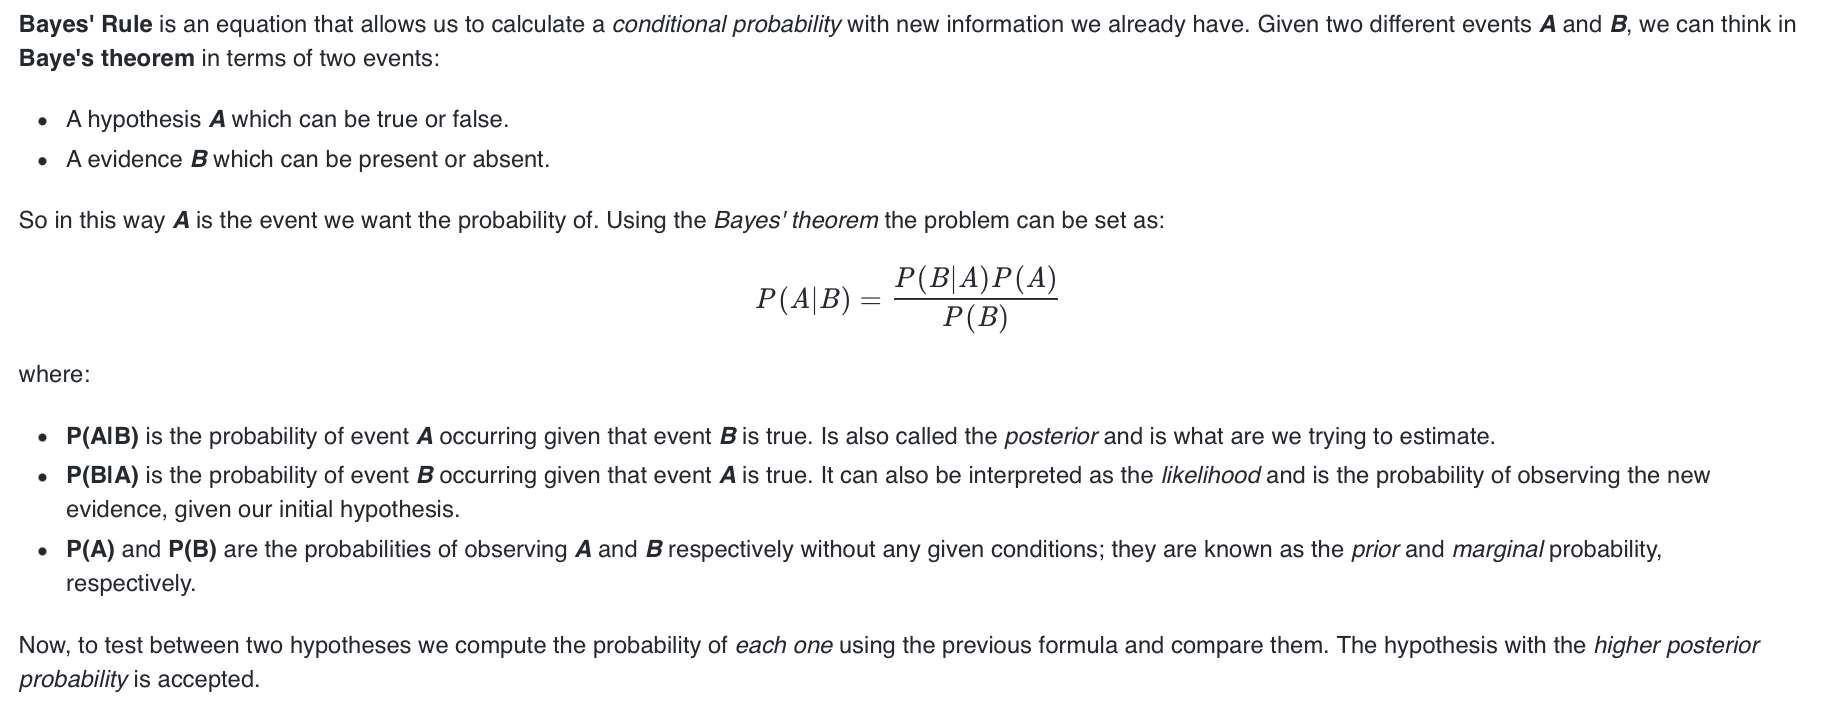 Bayes' Rule is an equation that allows us to calculate a conditional probability with new information we already have. Given two different events A and B, we can think in
Baye's theorem in terms of two events:
• A hypothesis A which can be true or false.
• A evidence B which can be present or absent.
So in this way A is the event we want the probability of. Using the Bayes' theorem the problem can be set as:
P(A|B) = P(B|A)P(A) / P(B)
where:
• P(A|B) is the probability of event A occurring given that event B is true. Is also called the posterior and is what are we trying to estimate.
• P(B|A) is the probability of event B occurring given that event A is true. It can also be interpreted as the likelihood and is the probability of observing the new
evidence, given our initial hypothesis.
• P(A) and P(B) are the probabilities of observing A and B respectively without any given conditions; they are known as the prior and marginal probability,
respectively.
Now, to test between two hypotheses we compute the probability of each one using the previous formula and compare them. The hypothesis with the higher posterior
probability is accepted.